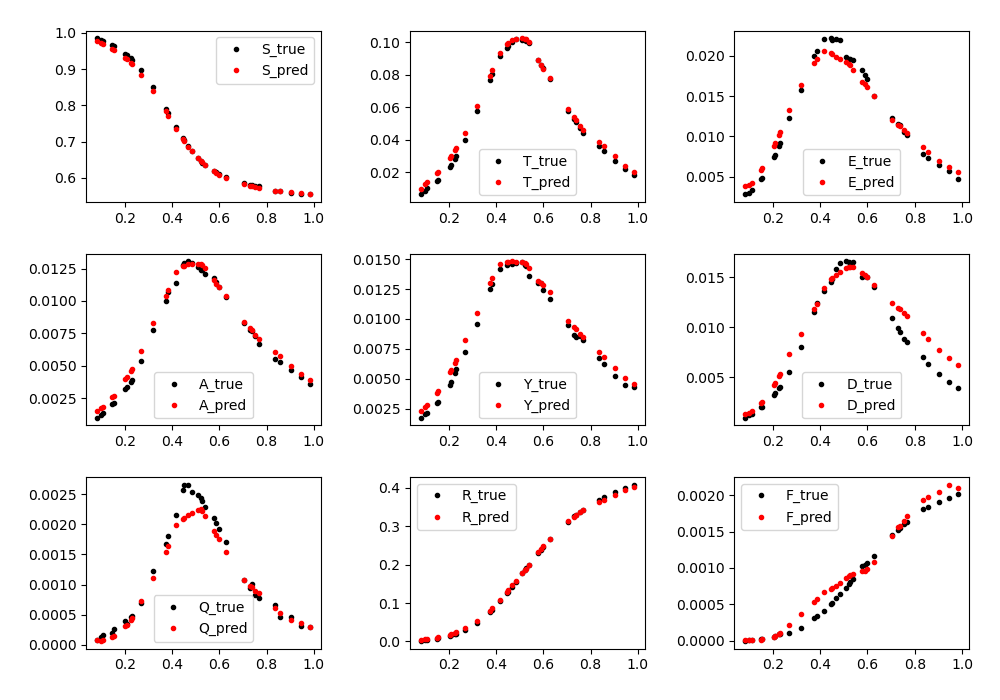 1.0
0.9
0.8
0.7
0.6
S_true
S_pred
0.2 0.4 0.6 0.8 1.0
0.10
0.08
0.06
0.04
0.02
T_true
T_pred
0.2 0.4 0.6 0.8 1.0
0.020
0.015
0.010
0.005
E_true
E_pred
0.2 0.4 0.6 0.8 1.0
0.0125
0.0100
0.0075
0.0050
0.0025
A_true
A_pred
0.2 0.4 0.6 0.8 1.0
0.0150
0.0125
0.0100
0.0075
0.0050
0.0025
Y_true
Y_pred
0.2 0.4 0.6 0.8 1.0
0.015
0.010
0.005
D_true
D_pred
0.2 0.4 0.6 0.8 1.0
0.0025
0.0020
0.0015
0.0010
0.0005
0.0000
Q_true
Q_pred
0.2 0.4 0.6 0.8 1.0
0.4
0.3
0.2
0.1
0.0
R_true
R_pred
0.2 0.4 0.6 0.8 1.0
0.0020
0.0015
0.0010
0.0005
0.0000
F_true
F_pred
0.2 0.4 0.6 0.8 1.0